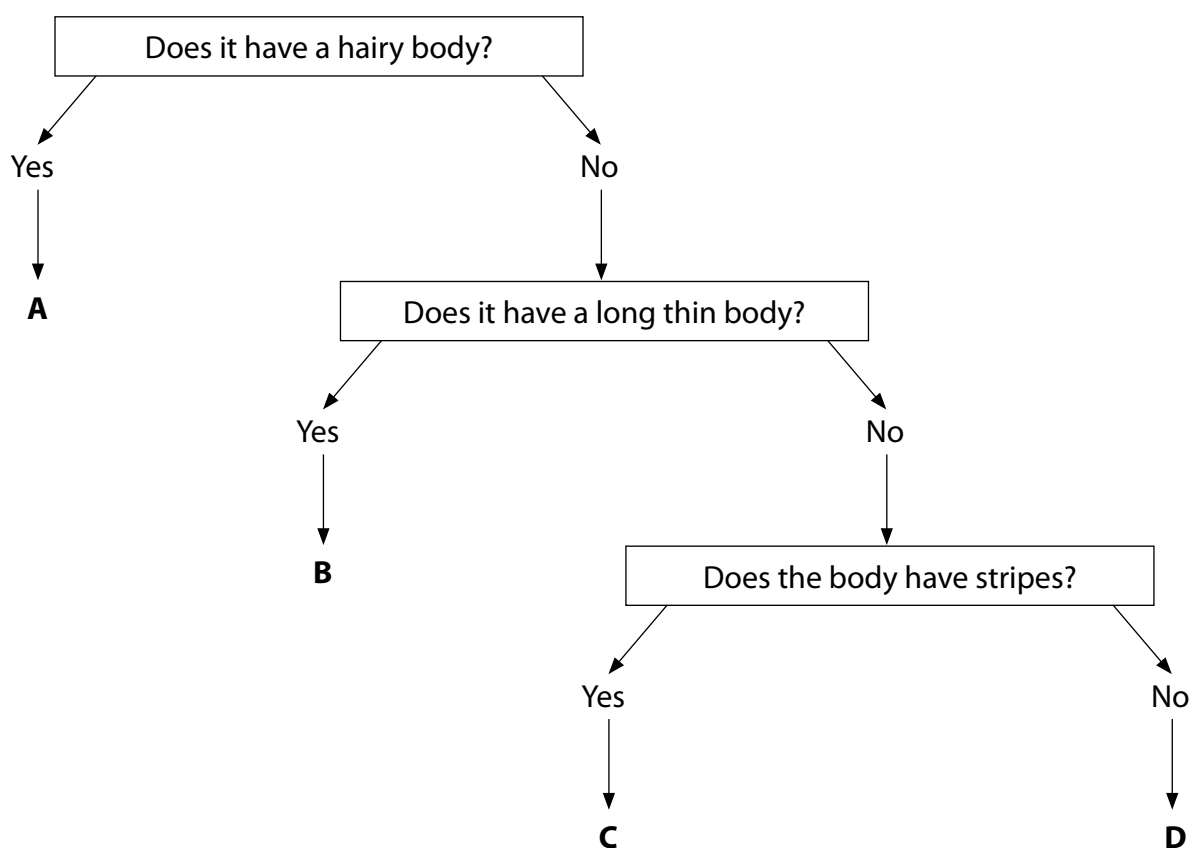 Does it have a hairy body?
Yes
No
A
Does it have a long thin body?
Yes
No
B
Does the body have stripes?
Yes
No
C
D